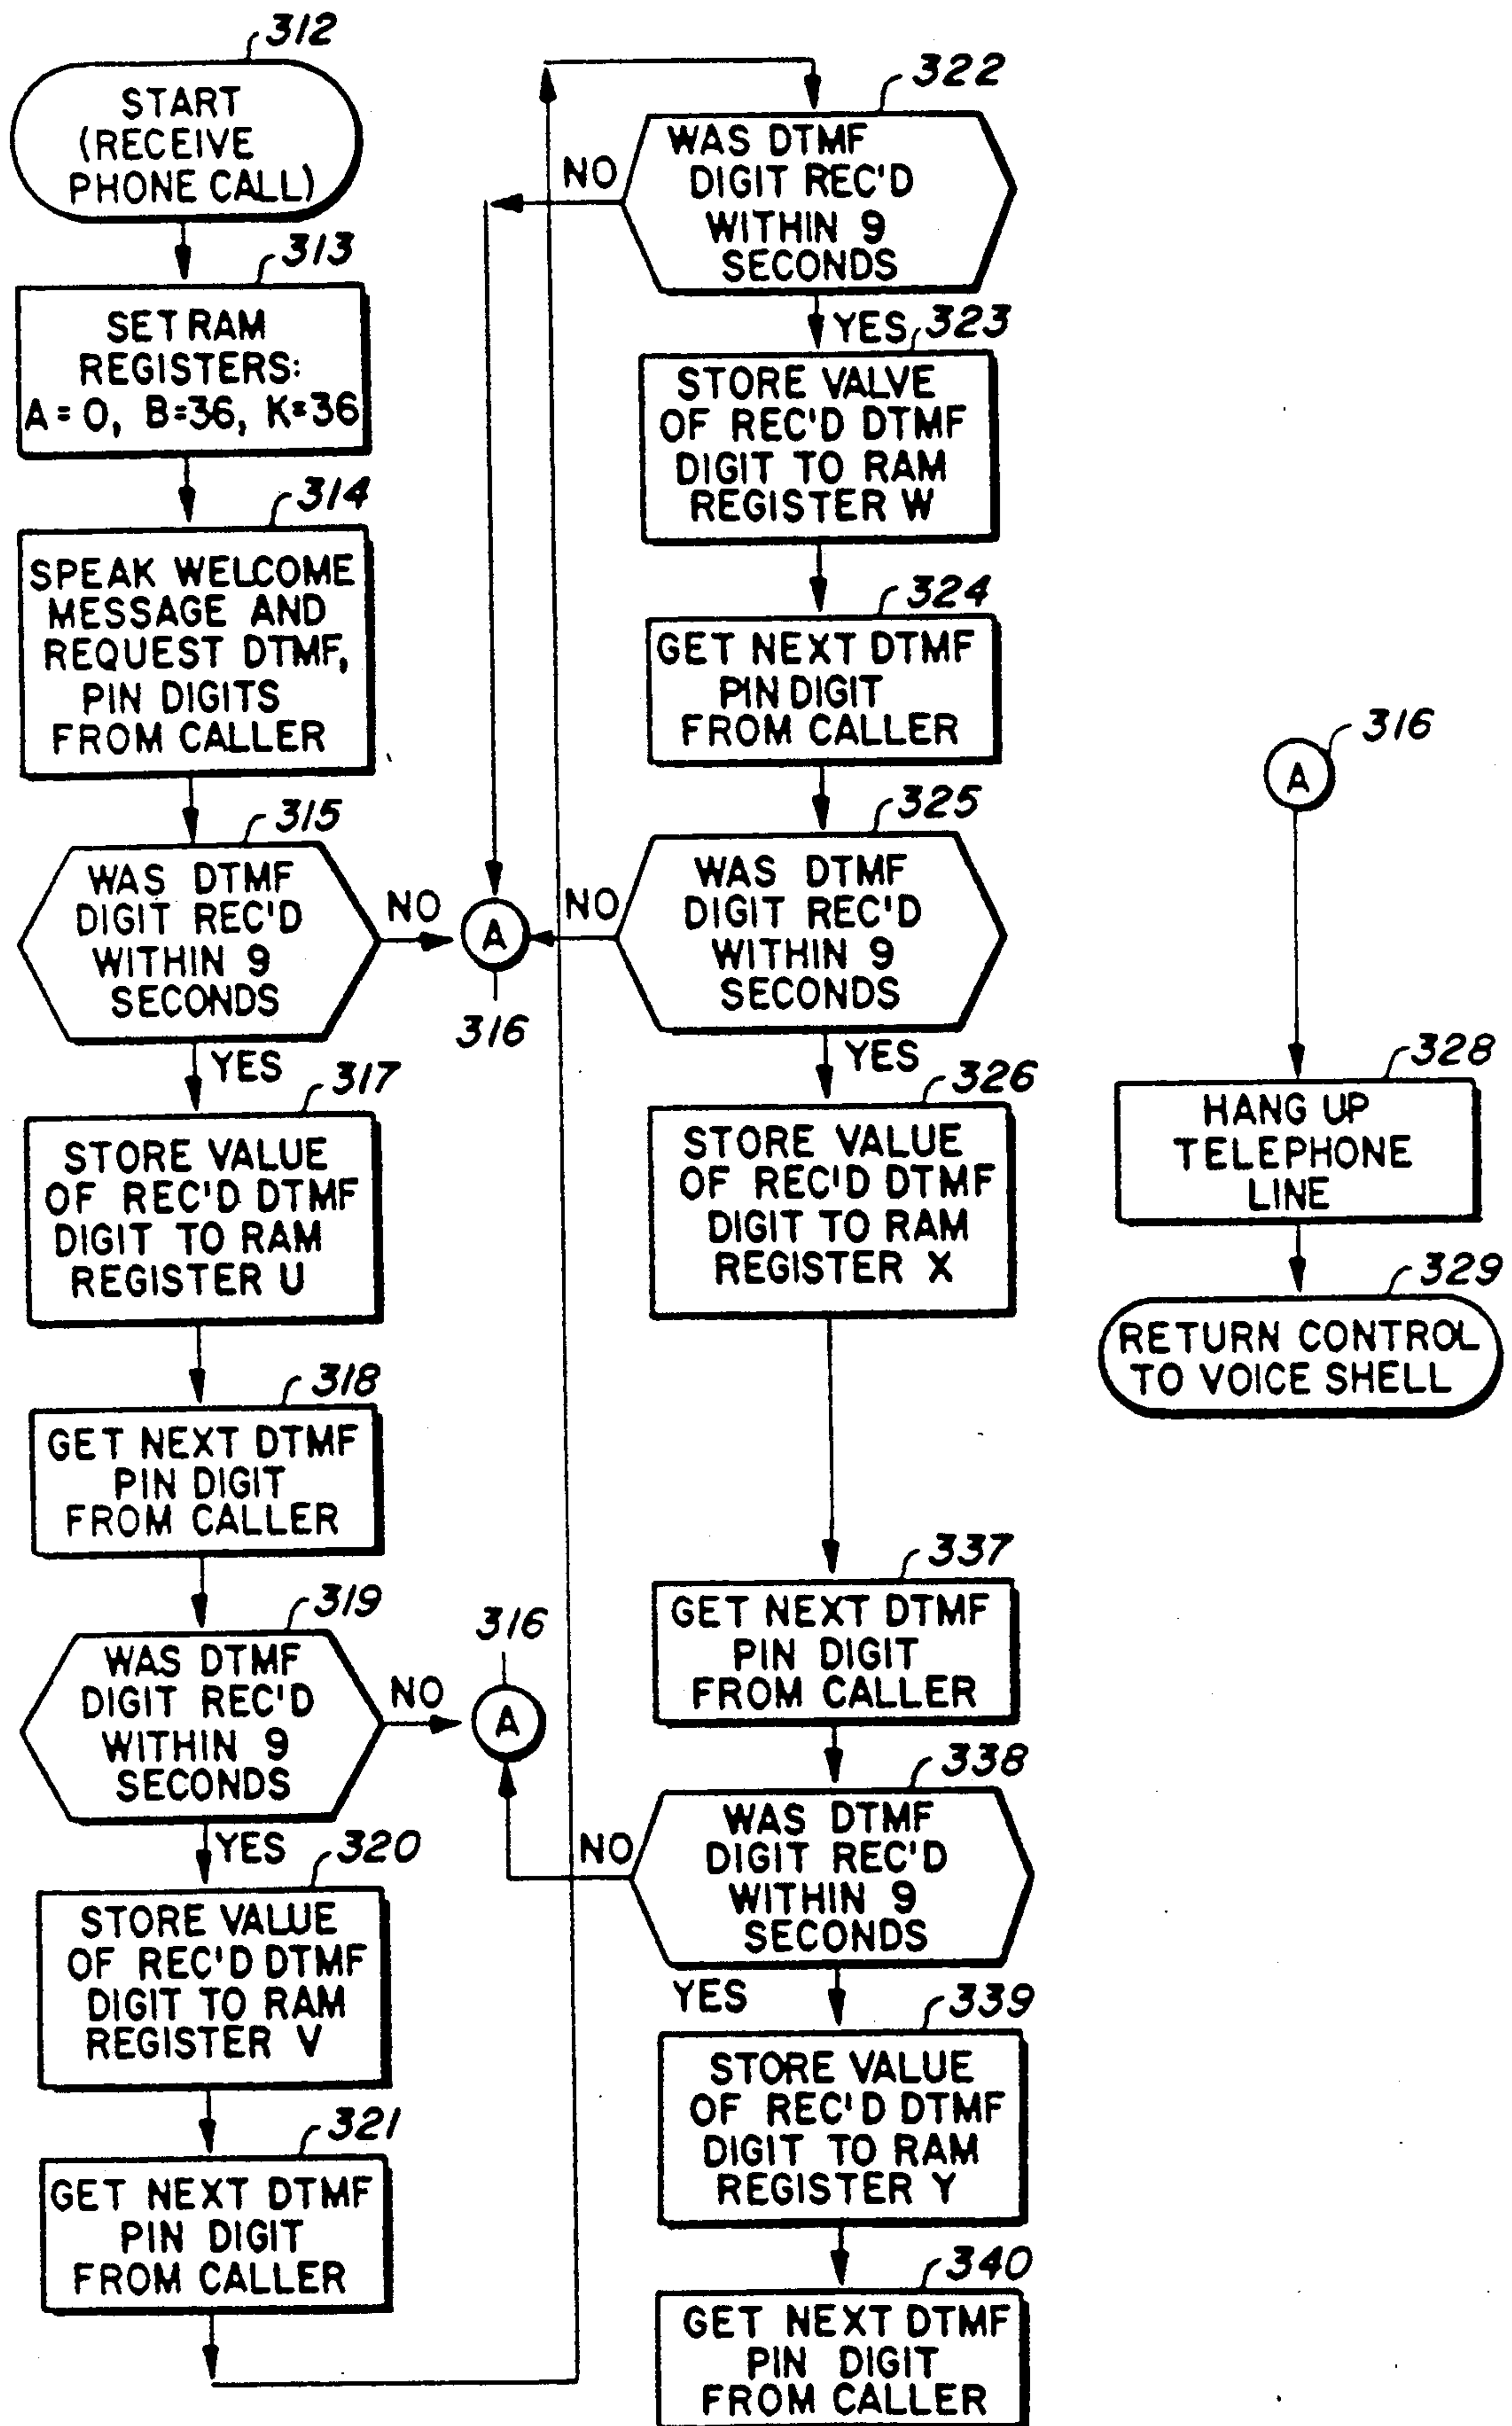 312
START
(RECEIVE
PHONE CALL)
313
SET RAM
REGISTERS:
A=0, B=36, K=36
314
SPEAK WELCOME
MESSAGE AND
REQUEST DTMF,
PIN DIGITS
FROM CALLER
315
WAS DTMF
DIGIT REC'D
WITHIN 9
SECONDS
NO
A
316
YES
317
STORE VALUE
OF REC'D DTMF
DIGIT TO RAM
REGISTER U
318
GET NEXT DTMF
PIN DIGIT
FROM CALLER
319
WAS DTMF
DIGIT REC'D
WITHIN 9
SECONDS
NO
316
A
YES
320
STORE VALUE
OF REC'D DTMF
DIGIT TO RAM
REGISTER V
321
GET NEXT DTMF
PIN DIGIT
FROM CALLER
322
WAS DTMF
DIGIT REC'D
WITHIN 9
SECONDS
NO
YES
323
STORE VALVE
OF REC'D DTMF
DIGIT TO RAM
REGISTER W
324
GET NEXT DTMF
PIN DIGIT
FROM CALLER
325
WAS DTMF
DIGIT REC'D
WITHIN 9
SECONDS
NO
YES
326
STORE VALUE
OF REC'D DTMF
DIGIT TO RAM
REGISTER X
337
GET NEXT DTMF
PIN DIGIT
FROM CALLER
338
WAS DTMF
DIGIT REC'D
WITHIN 9
SECONDS
NO
YES
339
STORE VALUE
OF REC'D DTMF
DIGIT TO RAM
REGISTER Y
340
GET NEXT DTMF
PIN DIGIT
FROM CALLER
316
A
328
HANG UP
TELEPHONE
LINE
329
RETURN CONTROL
TO VOICE SHELL